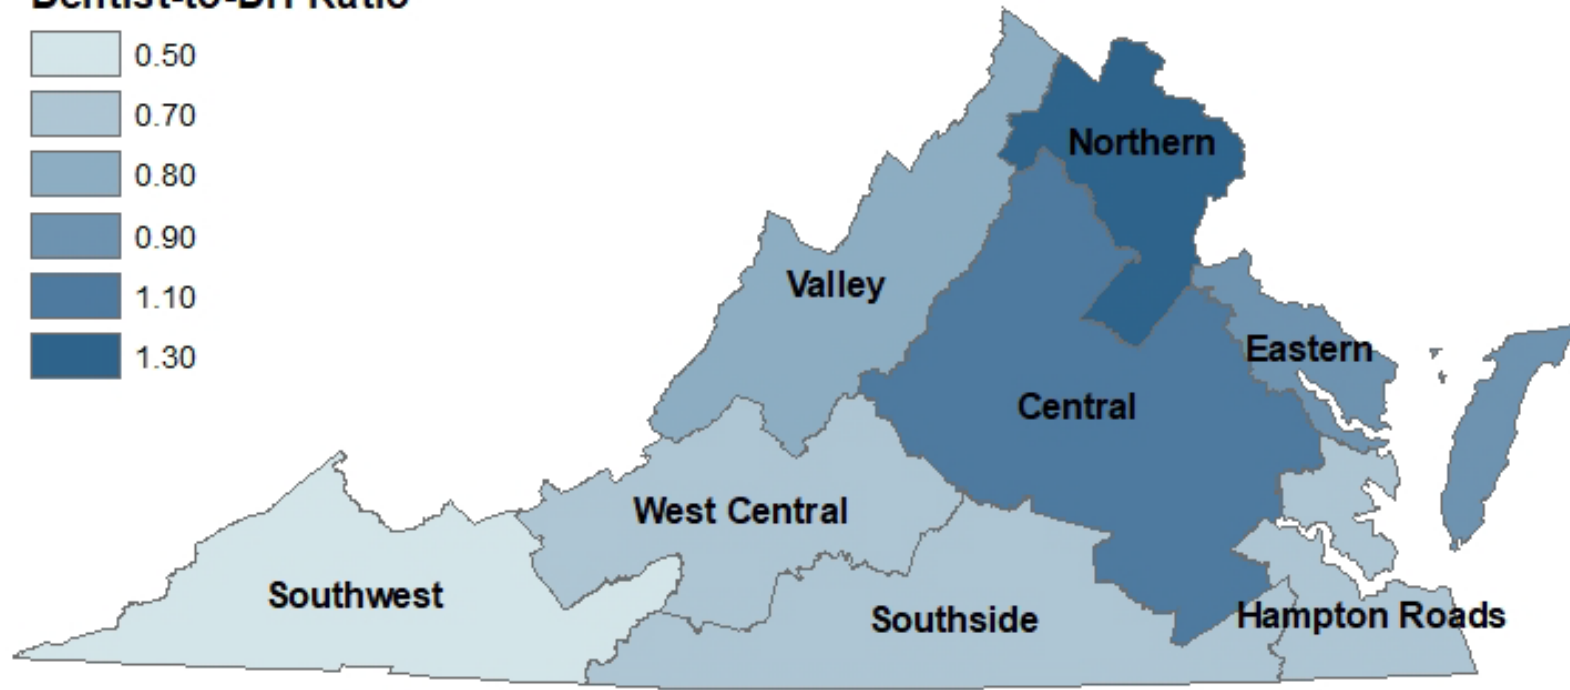 Dentist-to-DH Ratio
0.50
0.70
0.80
0.90
1.10
1.30
Northern
Valley
Eastern
Central
West Central
Southwest
Southside
Hampton Roads